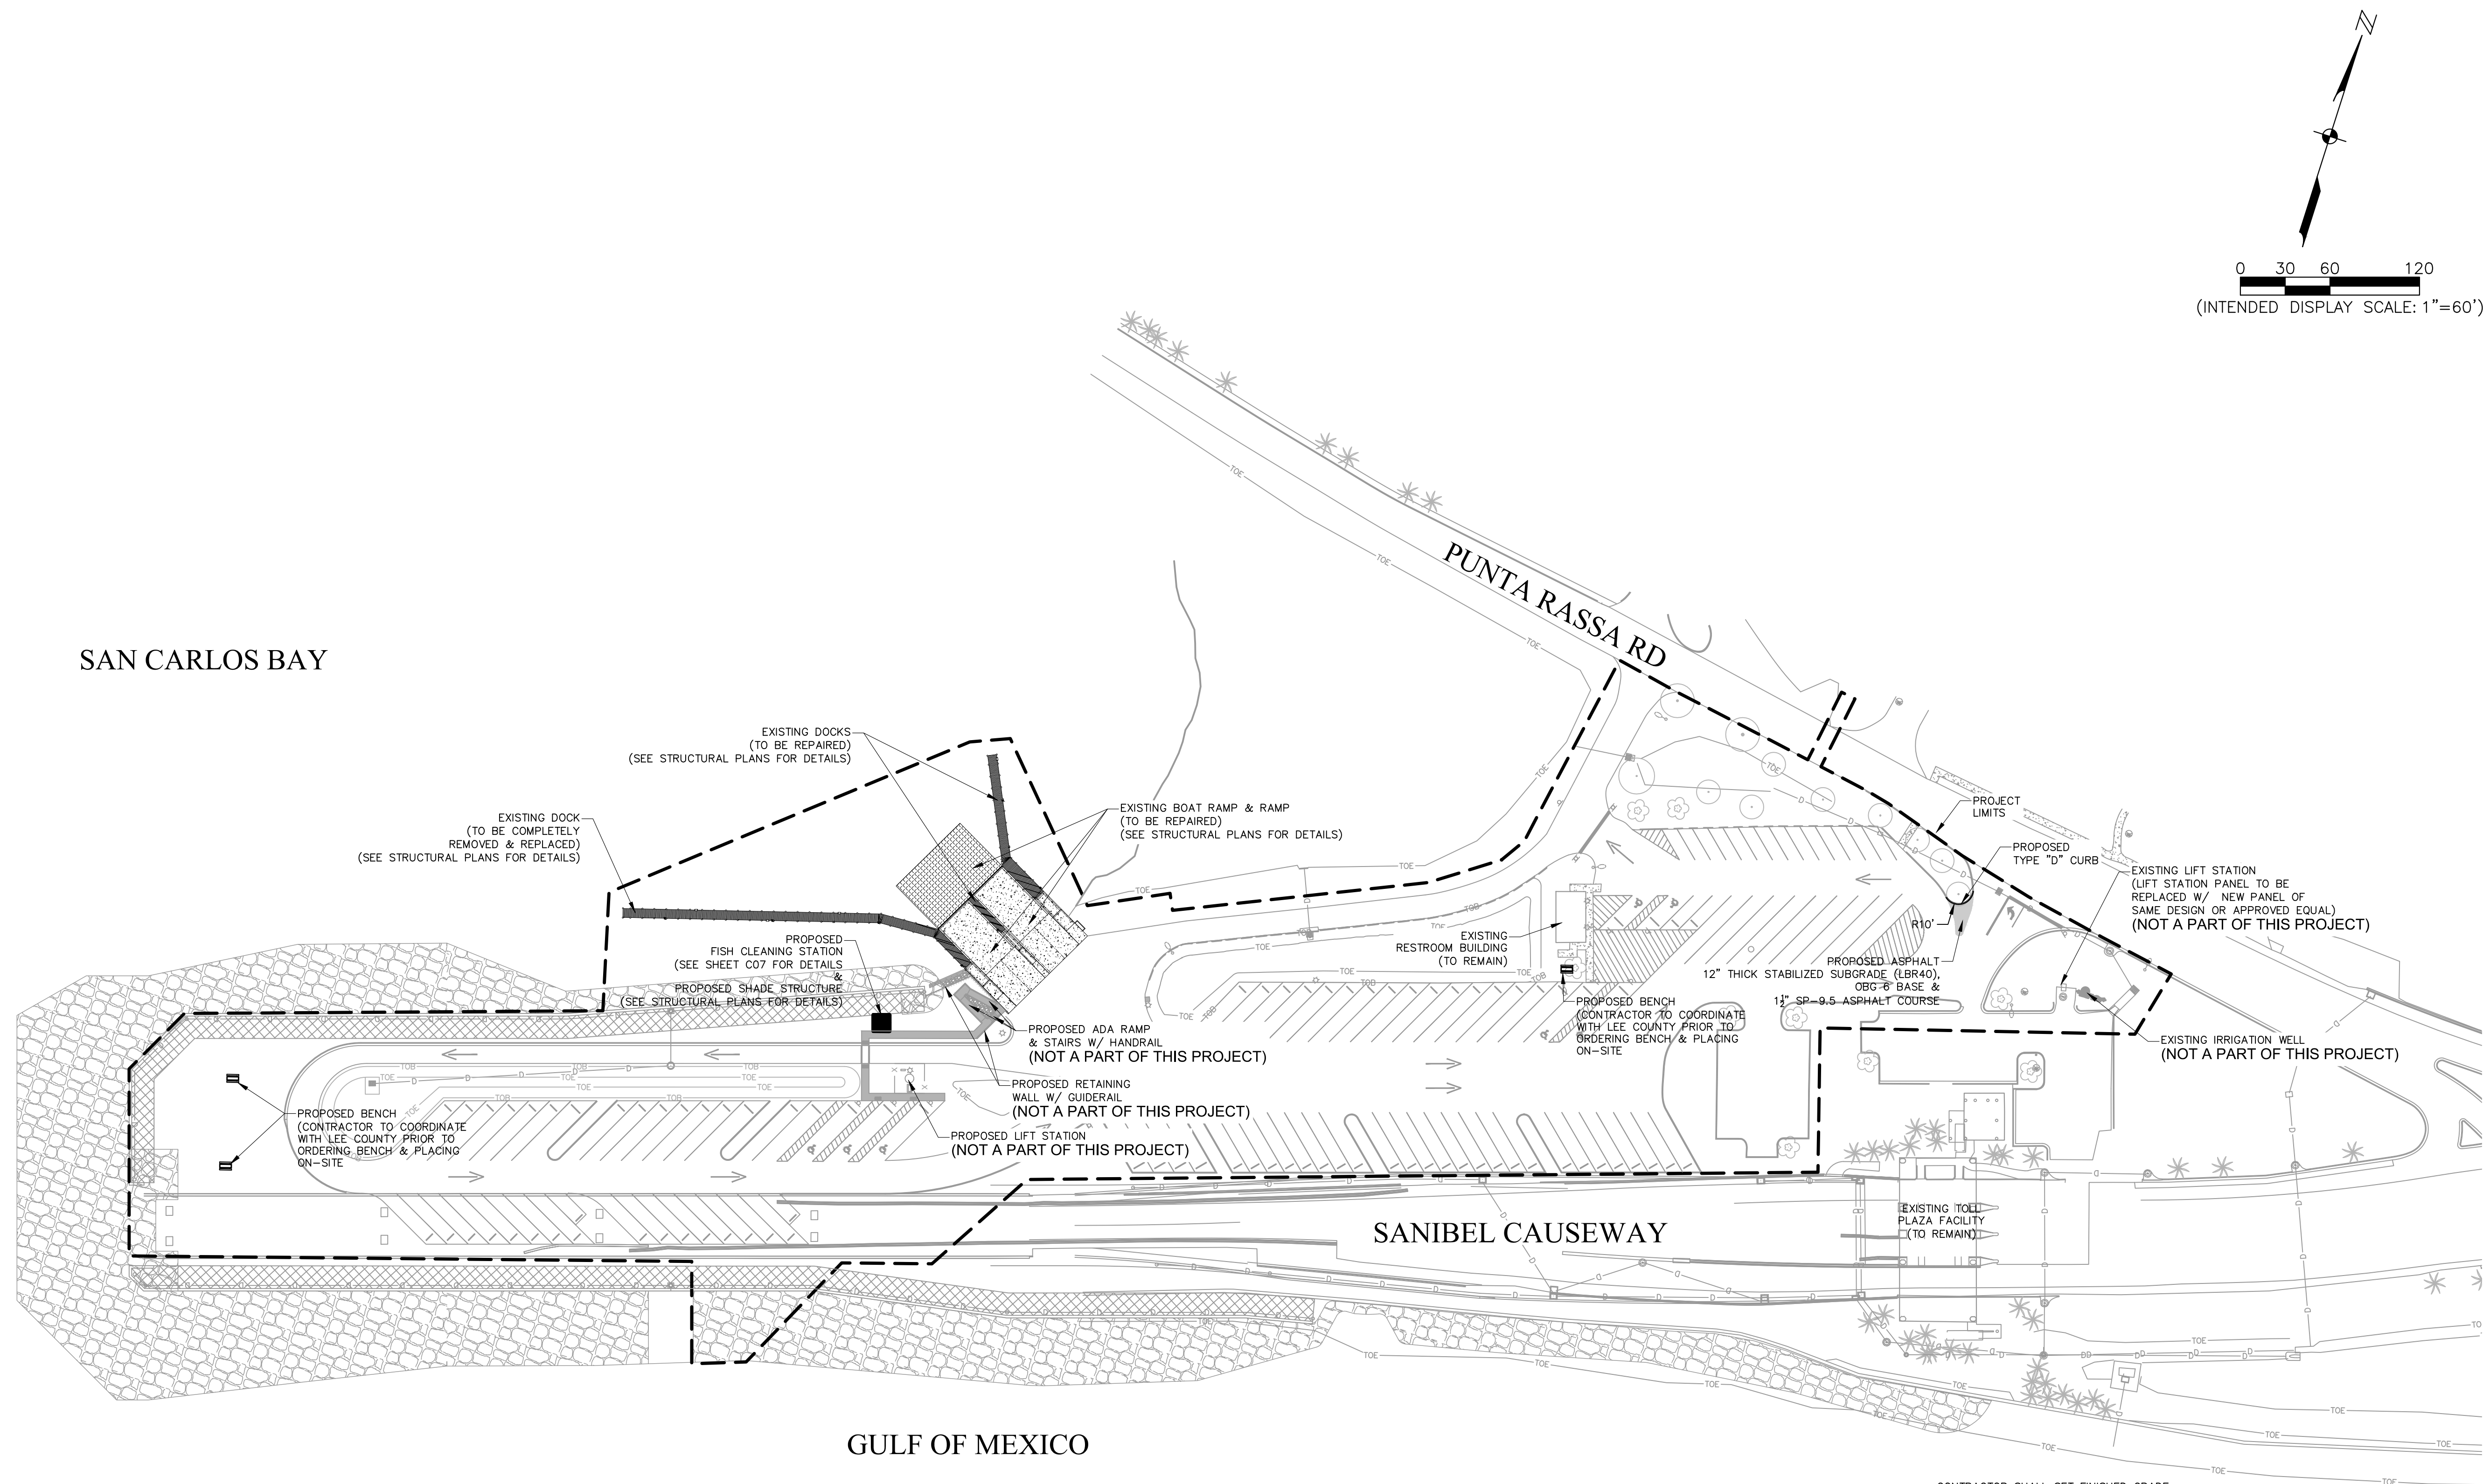 N
0 30 60 120
(INTENDED DISPLAY SCALE: 1"=60')
PUNTA RASSA RD
SAN CARLOS BAY
EXISTING DOCKS
(TO BE REPAIRED)
(SEE STRUCTURAL PLANS FOR DETAILS)
EXISTING DOCK
(TO BE COMPLETELY
REMOVED & REPLACED)
(SEE STRUCTURAL PLANS FOR DETAILS)
EXISTING BOAT RAMP & RAMP
(TO BE REPAIRED)
(SEE STRUCTURAL PLANS FOR DETAILS)
PROJECT
LIMITS
PROPOSED
TYPE "D" CURB
EXISTING LIFT STATION
(LIFT STATION PANEL TO BE
REPLACED W/ NEW PANEL OF
SAME DESIGN OR APPROVED EQUAL)
(NOT A PART OF THIS PROJECT)
R10'
PROPOSED
FISH CLEANING STATION
(SEE SHEET C07 FOR DETAILS
&
PROPOSED SHADE STRUCTURE
(SEE STRUCTURAL PLANS FOR DETAILS)
EXISTING
RESTROOM BUILDING
(TO REMAIN)
PROPOSED ASPHALT
12" THICK STABILIZED SUBGRADE (LBR40),
OBG 6 BASE &
1½" SP-9.5 ASPHALT COURSE
PROPOSED BENCH
(CONTRACTOR TO COORDINATE
WITH LEE COUNTY PRIOR TO
ORDERING BENCH & PLACING
ON-SITE
PROPOSED ADA RAMP
& STAIRS W/ HANDRAIL
(NOT A PART OF THIS PROJECT)
EXISTING IRRIGATION WELL
(NOT A PART OF THIS PROJECT)
PROPOSED RETAINING
WALL W/ GUIDERAIL
(NOT A PART OF THIS PROJECT)
PROPOSED BENCH
(CONTRACTOR TO COORDINATE
WITH LEE COUNTY PRIOR TO
ORDERING BENCH & PLACING
ON-SITE
PROPOSED LIFT STATION
(NOT A PART OF THIS PROJECT)
SANIBEL CAUSEWAY
EXISTING TOLL
PLAZA FACILITY
(TO REMAIN)
GULF OF MEXICO
TOE
TOB
D